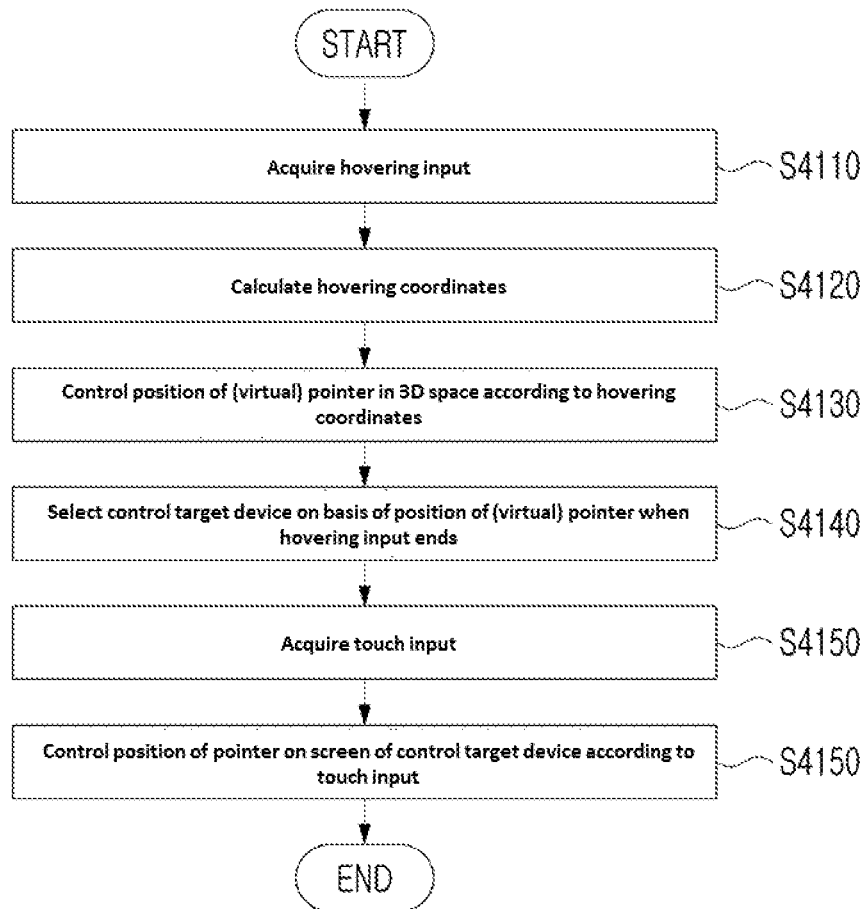 START
Acquire hovering input
S4110
Calculate hovering coordinates
S4120
Control position of (virtual) pointer in 3D space according to hovering
coordinates
S4130
Select control target device on basis of position of (virtual) pointer when
hovering input ends
S4140
Acquire touch input
S4150
Control position of pointer on screen of control target device according to
touch input
S4150
END